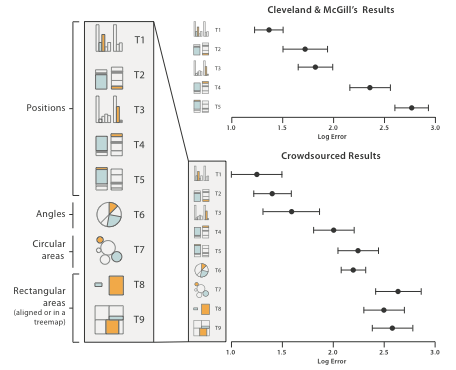 Cleveland & McGill's Results
T1
T2
T3
T4
T5
1.0 1.5 2.0 2.5 3.0
Log Error
Positions
Angles
Circular
areas
Rectangular
areas
(aligned or in a
treemap)
T1
T2
T3
T4
T5
T6
T7
T8
T9
Crowdsourced Results
T1
T2
T3
T4
T5
T6
T7
T8
T9
1.0 1.5 2.0 2.5 3.0
Log Error